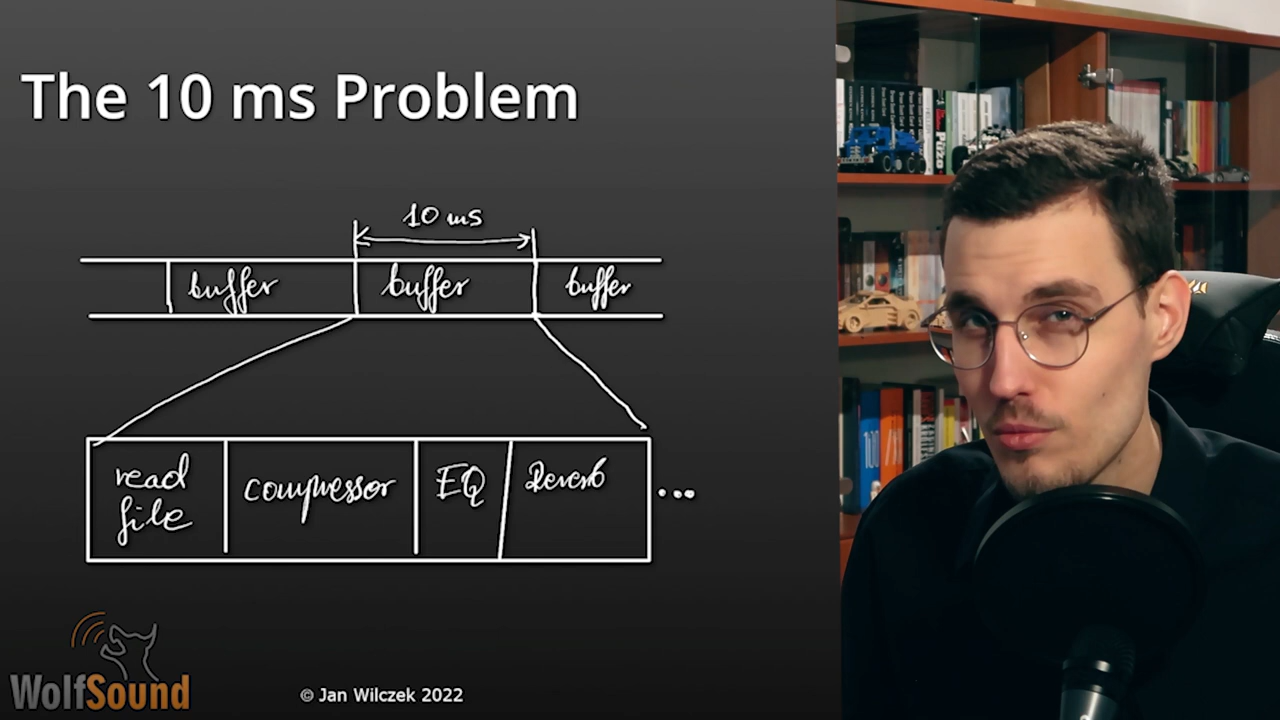 The 10 ms Problem
10 ms
buffer buffer buffer
read compressor EQ Reverb ...
file
WolfSound
© Jan Wilczek 2022